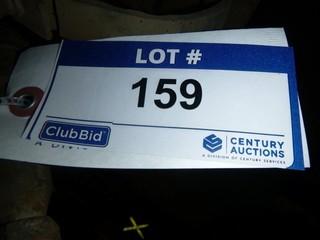 LOT #
159
ClubBid
CENTURY
AUCTIONS
A DIVISION OF CENTURY SERVICES